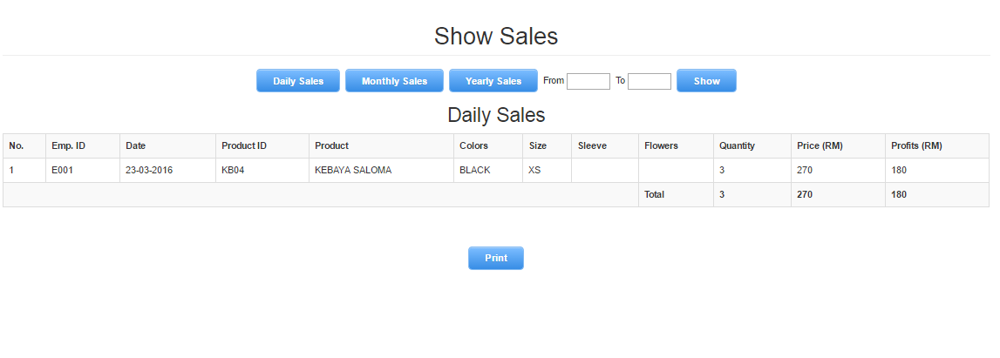 Show Sales
Daily Sales Monthly Sales Yearly Sales From To Show
Daily Sales
No. Emp. ID Date Product ID Product Colors Size Sleeve Flowers Quantity Price (RM) Profits (RM)
1 E001 23-03-2016 KB04 KEBAYA SALOMA BLACK XS 3 270 180
Total 3 270 180
Print